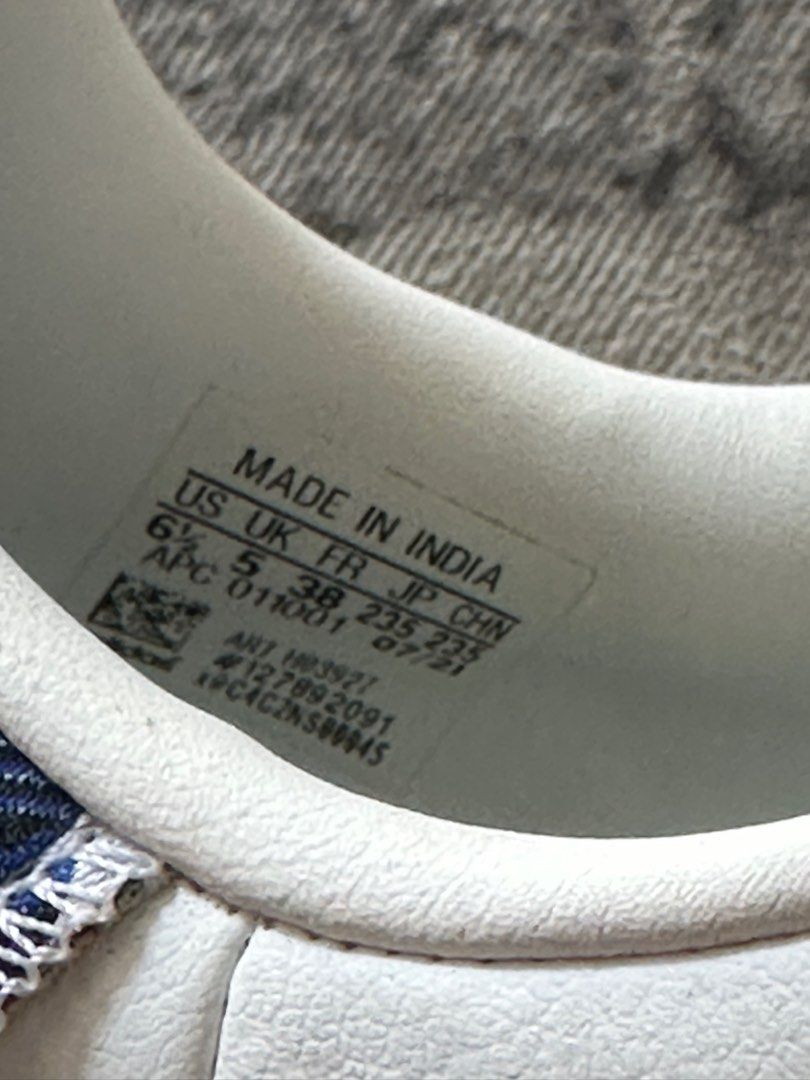 MADE IN INDIA
US UK FR JP CHN
6½ 5 38 235 235
APC 011001 07/21
ART H03927
#127892091